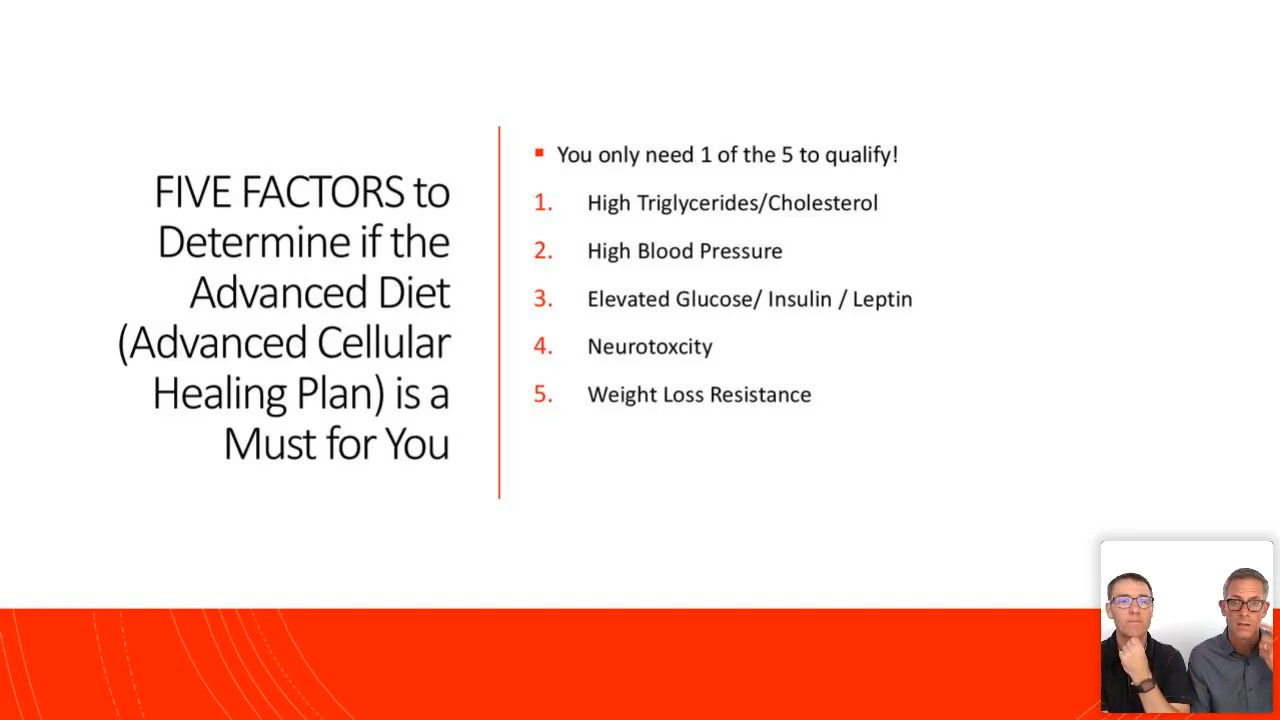 FIVE FACTORS to
Determine if the
Advanced Diet
(Advanced Cellular
Healing Plan) is a
Must for You
▪ You only need 1 of the 5 to qualify!
1. High Triglycerides/Cholesterol
2. High Blood Pressure
3. Elevated Glucose/ Insulin / Leptin
4. Neurotoxcity
5. Weight Loss Resistance